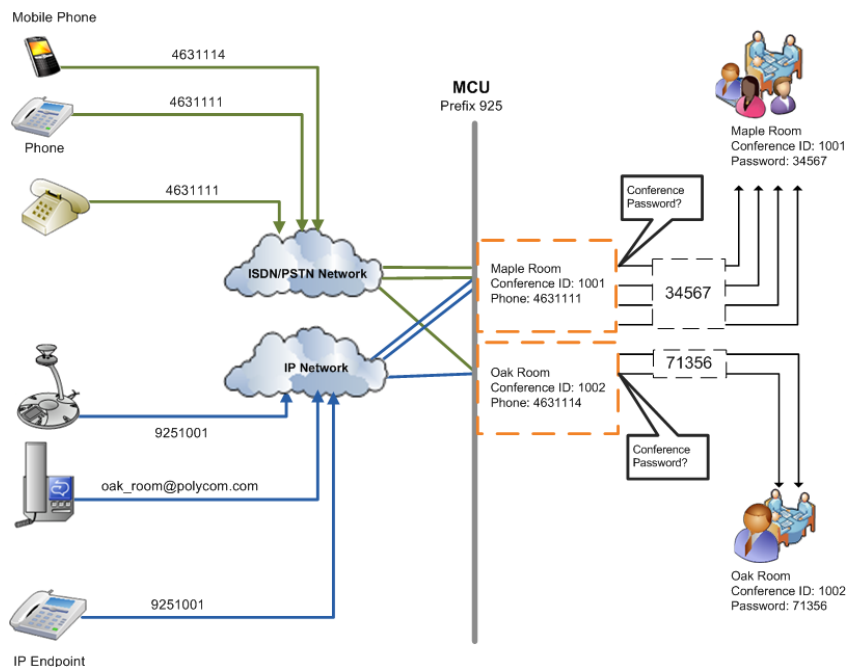 Mobile Phone
4631114
4631111
Phone
4631111
ISDN/PSTN Network
IP Network
9251001
oak_room@polycom.com
9251001
IP Endpoint
MCU
Prefix 925
Maple Room
Conference ID: 1001
Phone: 4631111
Oak Room
Conference ID: 1002
Phone: 4631114
Conference
Password?
34567
71356
Conference
Password?
Maple Room
Conference ID: 1001
Password: 34567
Oak Room
Conference ID: 1002
Password: 71356